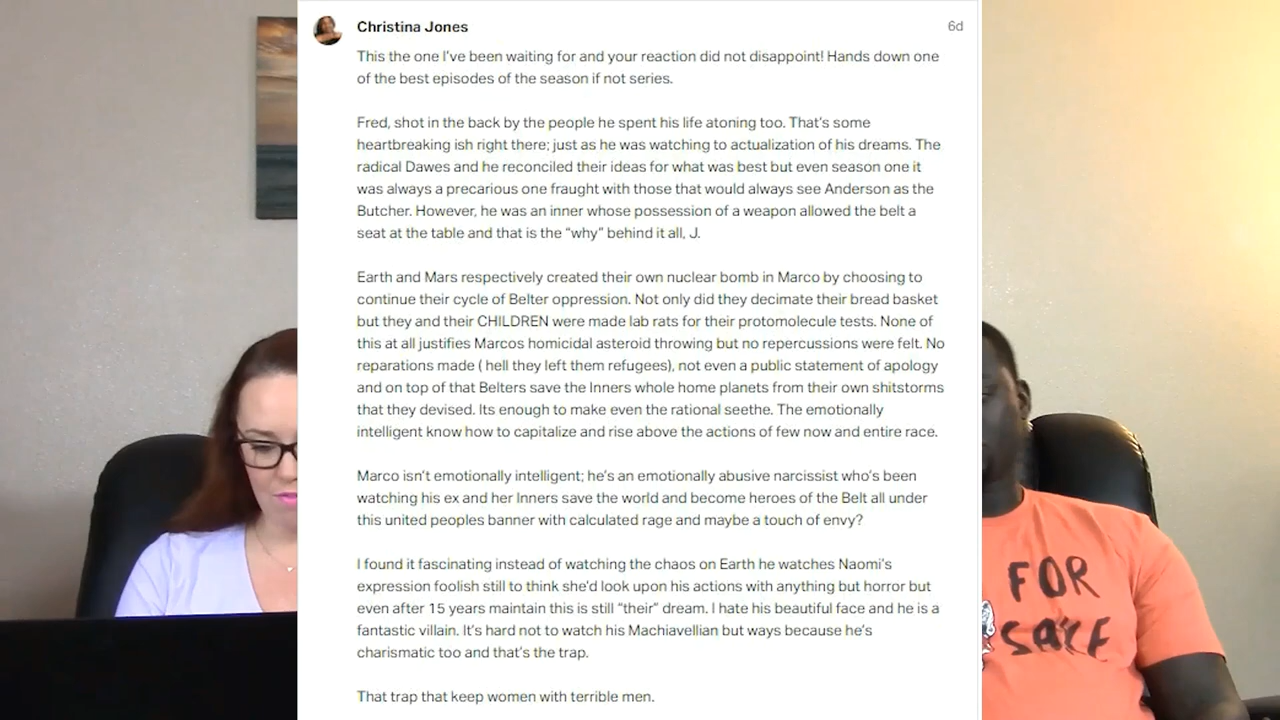 Christina Jones
6d
This the one I've been waiting for and your reaction did not disappoint! Hands down one
of the best episodes of the season if not series.
Fred, shot in the back by the people he spent his life atoning too. That's some
heartbreaking ish right there; just as he was watching to actualization of his dreams. The
radical Dawes and he reconciled their ideas for what was best but even season one it
was always a precarious one fraught with those that would always see Anderson as the
Butcher. However, he was an inner whose possession of a weapon allowed the belt a
seat at the table and that is the "why" behind it all, J.
Earth and Mars respectively created their own nuclear bomb in Marco by choosing to
continue their cycle of Belter oppression. Not only did they decimate their bread basket
but they and their CHILDREN were made lab rats for their protomolecule tests. None of
this at all justifies Marcos homicidal asteroid throwing but no repercussions were felt. No
reparations made ( hell they left them refugees), not even a public statement of apology
and on top of that Belters save the Inners whole home planets from their own shitstorms
that they devised. Its enough to make even the rational seethe. The emotionally
intelligent know how to capitalize and rise above the actions of few now and entire race.
Marco isn't emotionally intelligent; he's an emotionally abusive narcissist who's been
watching his ex and her Inners save the world and become heroes of the Belt all under
this united peoples banner with calculated rage and maybe a touch of envy?
I found it fascinating instead of watching the chaos on Earth he watches Naomi's
expression foolish still to think she'd look upon his actions with anything but horror but
even after 15 years maintain this is still "their" dream. I hate his beautiful face and he is a
fantastic villain. It's hard not to watch his Machiavellian but ways because he's
charismatic too and that's the trap.
That trap that keep women with terrible men.
FOR
SAKE